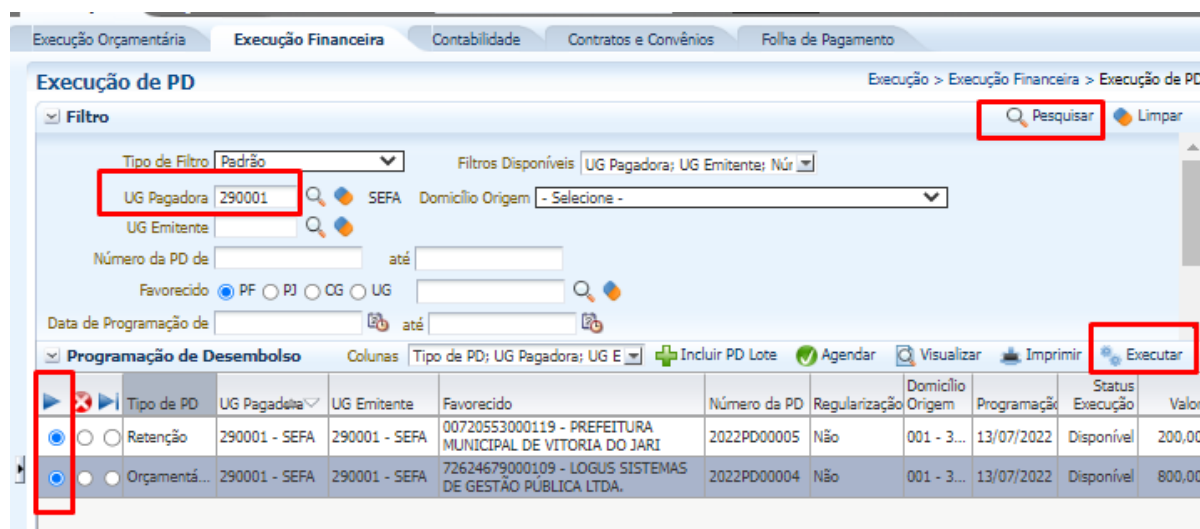 Execução Orçamentária Execução Financeira Contabilidade Contratos e Convênios Folha de Pagamento
Execução de PD Execução > Execução Financeira > Execução de PD
Filtro Pesquisar Limpar
Tipo de Filtro Padrão Filtros Disponíveis UG Pagadora; UG Emitente; Núr
UG Pagadora 290001 SEFA Domicílio Origem - Selecione -
UG Emitente
Número da PD de até
Favorecido PF PJ CG UG
Data de Programação de até
Programação de Desembolso Colunas Tipo de PD; UG Pagadora; UG E Incluir PD Lote Agendar Visualizar Imprimir Executar
Tipo de PD UG Pagadora UG Emitente Favorecido Número da PD Regularização Domicílio Origem Programação Status Execução Valor
Retenção 290001 - SEFA 290001 - SEFA 00720553000119 - PREFEITURA MUNICIPAL DE VITORIA DO JARI 2022PD00005 Não 001 - 3... 13/07/2022 Disponível 200,00
Orçamentá... 290001 - SEFA 290001 - SEFA 72624679000109 - LOGUS SISTEMAS DE GESTÃO PÚBLICA LTDA. 2022PD00004 Não 001 - 3... 13/07/2022 Disponível 800,00